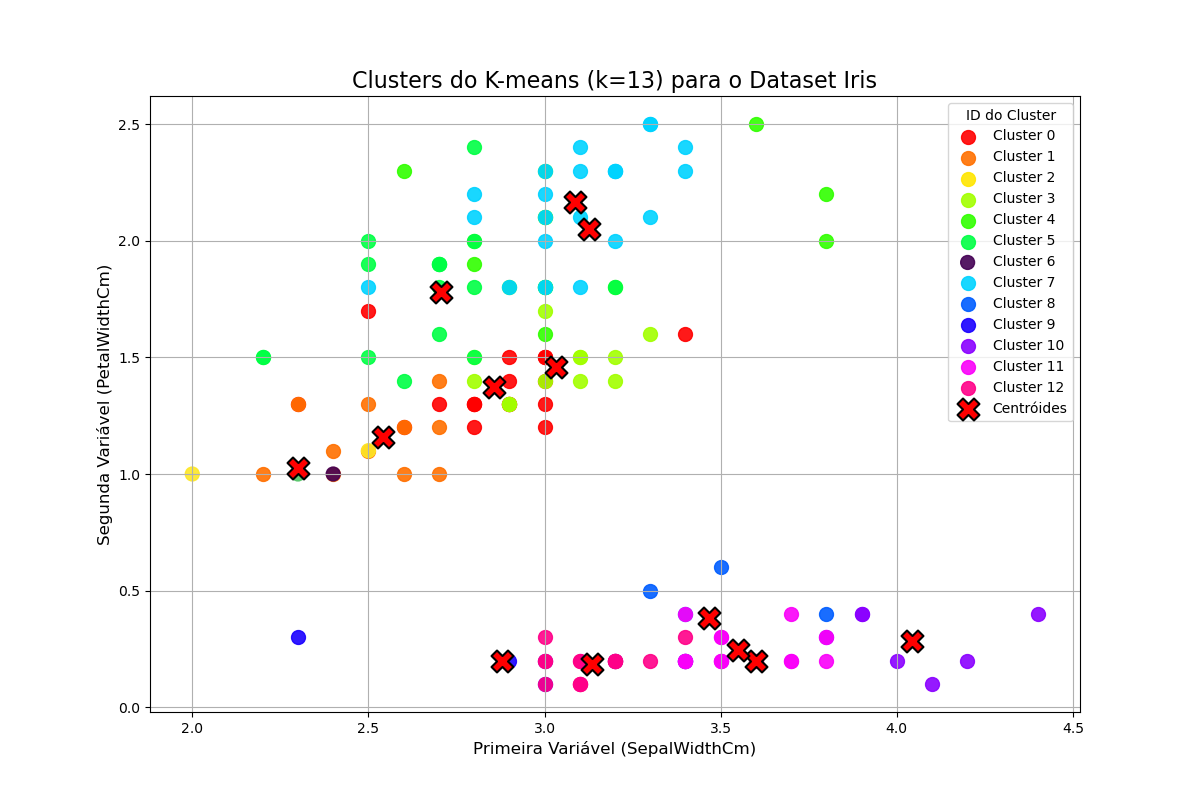 Clusters do K-means (k=13) para o Dataset Iris
ID do Cluster
Cluster 0
Cluster 1
Cluster 2
Cluster 3
Cluster 4
Cluster 5
Cluster 6
Cluster 7
Cluster 8
Cluster 9
Cluster 10
Cluster 11
Cluster 12
Centróides
Segunda Variável (PetalWidthCm)
2.5
2.0
1.5
1.0
0.5
0.0
2.0 2.5 3.0 3.5 4.0 4.5
Primeira Variável (SepalWidthCm)